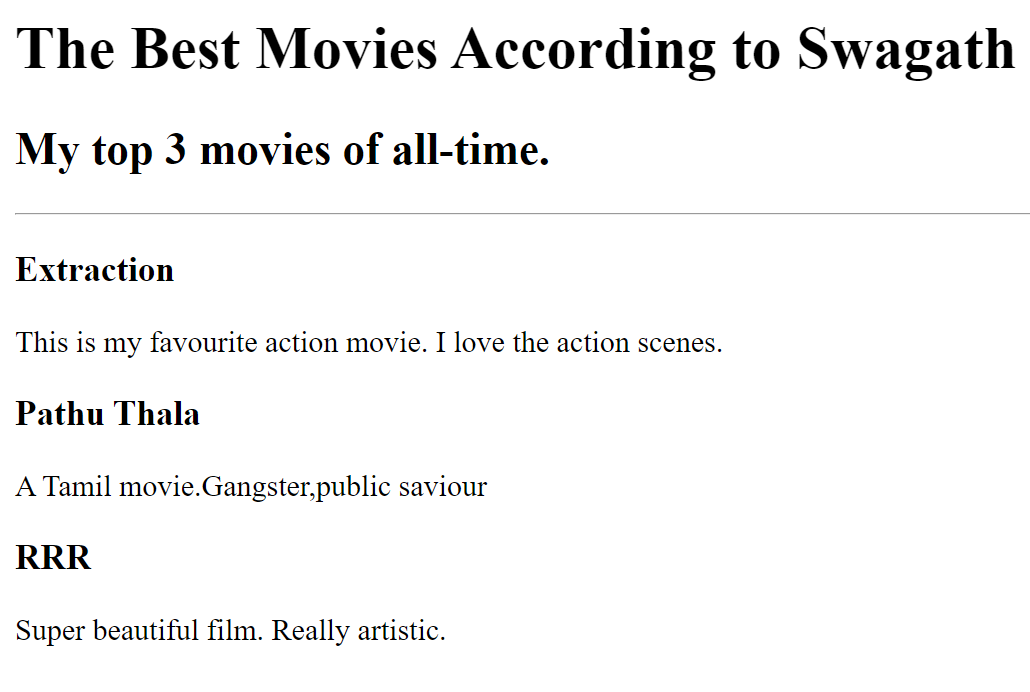 The Best Movies According to Swagath
My top 3 movies of all-time.
Extraction
This is my favourite action movie. I love the action scenes.
Pathu Thala
A Tamil movie.Gangster,public saviour
RRR
Super beautiful film. Really artistic.